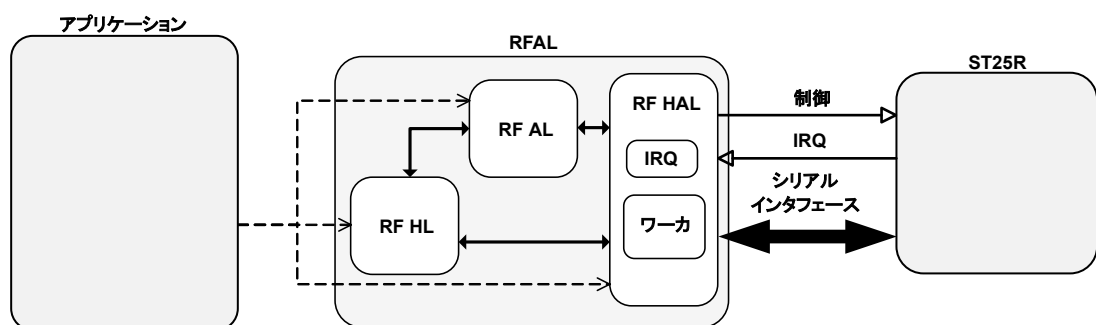 アプリケーション
RFAL
ST25R
RF AL
RF HAL
IRQ
ワーカ
RF HL
制御
IRQ
シリアル
インタフェース